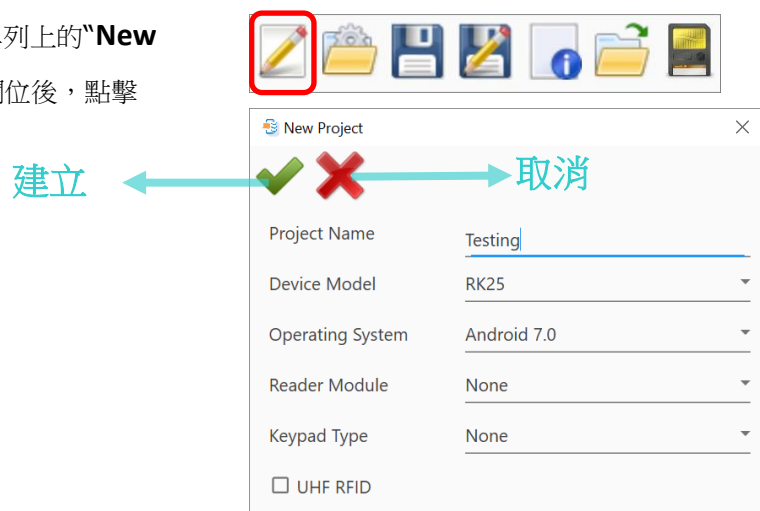 列上的“New
位後，點擊
New Project
建立
取消
Project Name Testing
Device Model RK25
Operating System Android 7.0
Reader Module None
Keypad Type None
UHF RFID